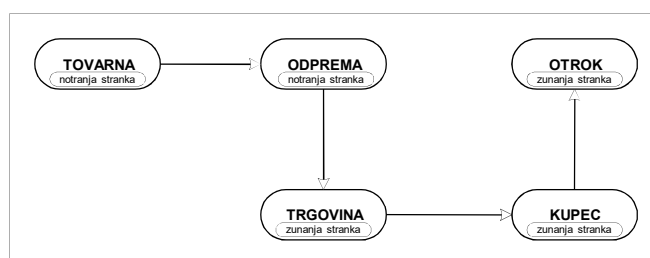 TOVARNA
notranja stranka
ODPREMA
notranja stranka
OTROK
zunanja stranka
TRGOVINA
zunanja stranka
KUPEC
zunanja stranka